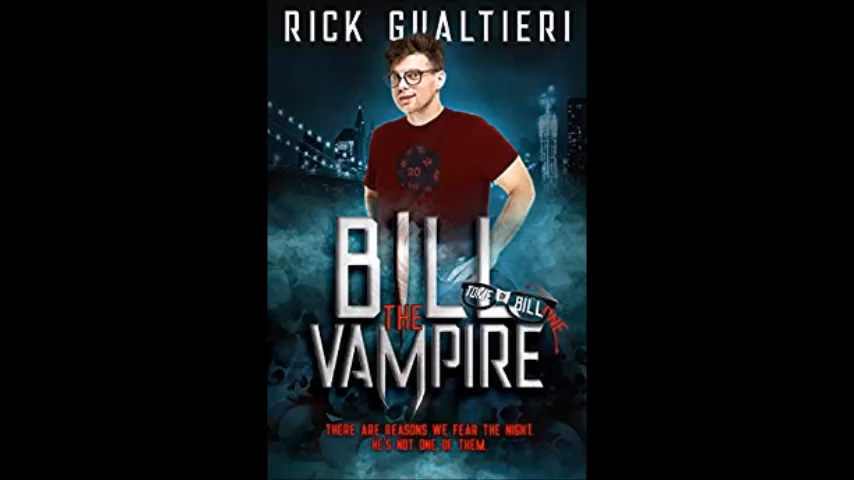 RICK GUALTIERI
20
BILL
TOME OF BILL ONE
THE
VAMPIRE
THERE ARE REASONS WE FEAR THE NIGHT.
HE'S NOT ONE OF THEM.